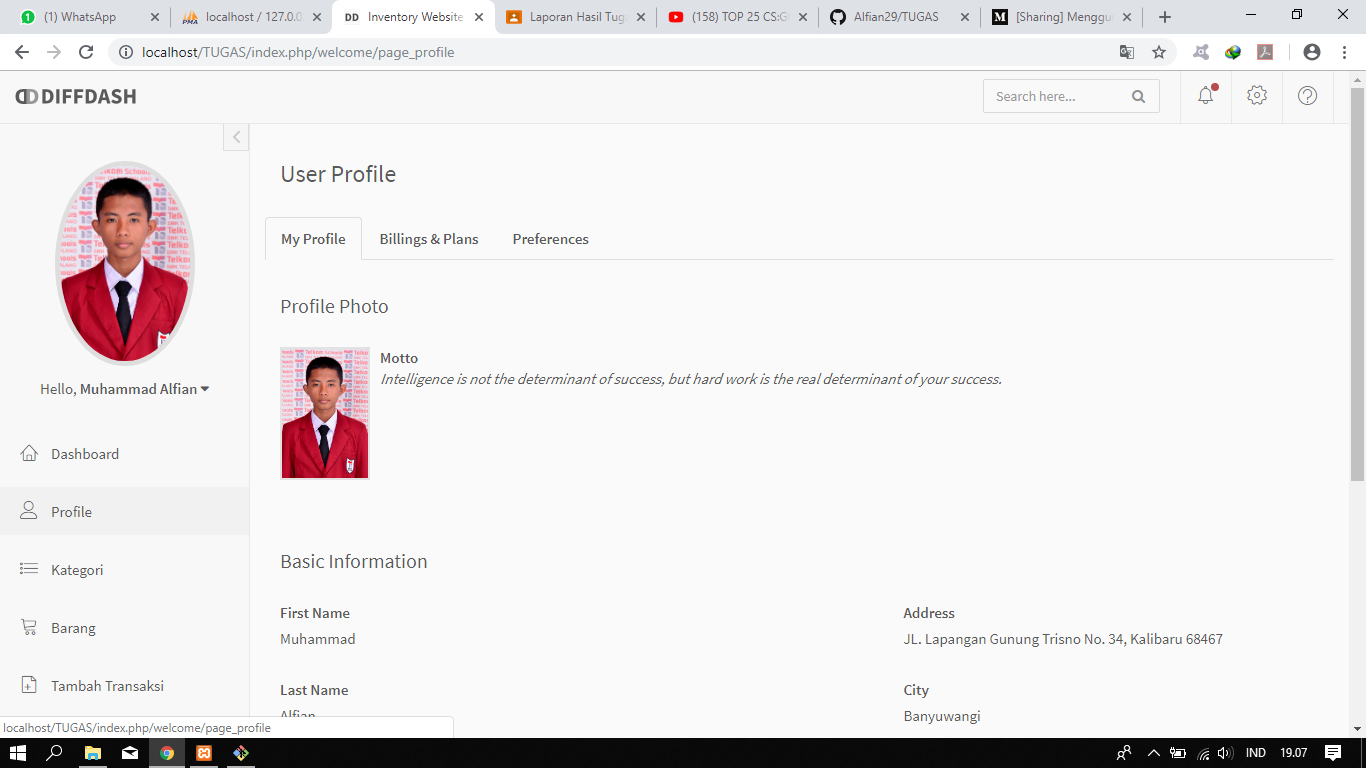 (1) WhatsApp
localhost / 127.0.0
Inventory Website
Laporan Hasil Tug
(158) TOP 25 CS:G
Alfian29/TUGAS
[Sharing] Menggu
localhost/TUGAS/index.php/welcome/page_profile
DIFFDASH
Search here...
Hello, Muhammad Alfian
Dashboard
Profile
Kategori
Barang
Tambah Transaksi
User Profile
My Profile
Billings & Plans
Preferences
Profile Photo
Motto
Intelligence is not the determinant of success, but hard work is the real determinant of your success.
Basic Information
First Name
Muhammad
Address
JL. Lapangan Gunung Trisno No. 34, Kalibaru 68467
Last Name
Alfian
City
Banyuwangi
localhost/TUGAS/index.php/welcome/page_profile
IND
19.07